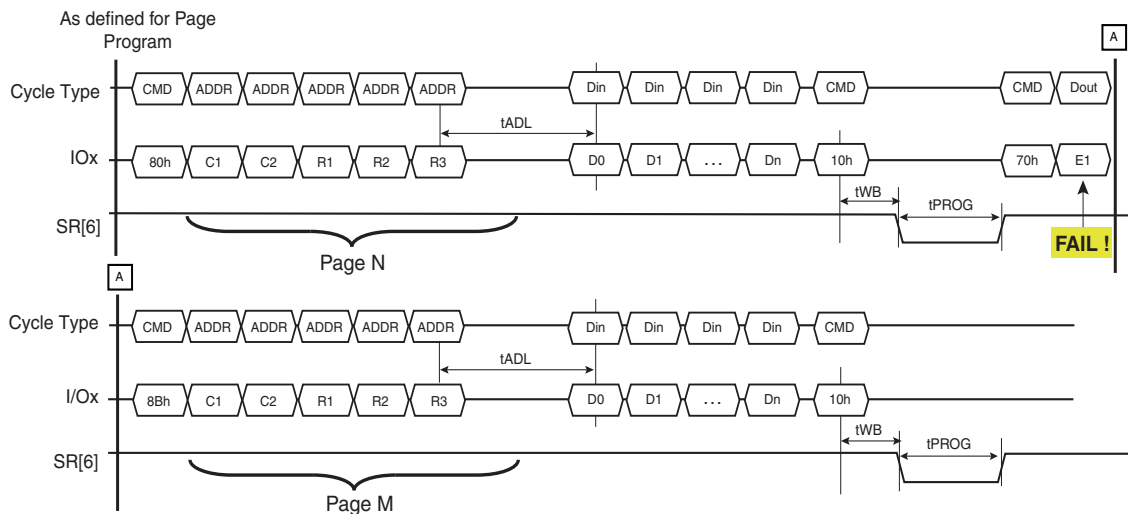 As defined for Page
Program
A
Cycle Type CMD ADDR ADDR ADDR ADDR ADDR Din Din Din Din CMD CMD Dout
tADL
IOx 80h C1 C2 R1 R2 R3 D0 D1 ... Dn 10h 70h E1
tWB tPROG
SR[6]
FAIL !
Page N
A
Cycle Type CMD ADDR ADDR ADDR ADDR ADDR Din Din Din Din CMD
tADL
I/Ox 8Bh C1 C2 R1 R2 R3 D0 D1 ... Dn 10h
tWB tPROG
SR[6]
Page M